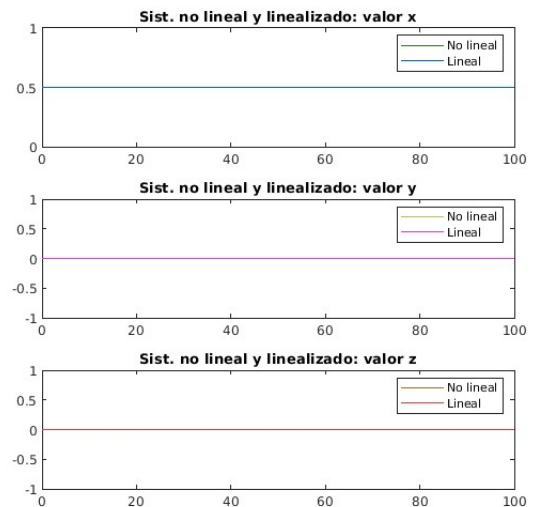 Sist. no lineal y linealizado: valor x
1
No lineal
Lineal
0.5
0
0 20 40 60 80 100
Sist. no lineal y linealizado: valor y
1
No lineal
0.5
Lineal
0
-0.5
-1
0 20 40 60 80 100
Sist. no lineal y linealizado: valor z
1
No lineal
0.5
Lineal
0
-0.5
-1
0 20 40 60 80 100